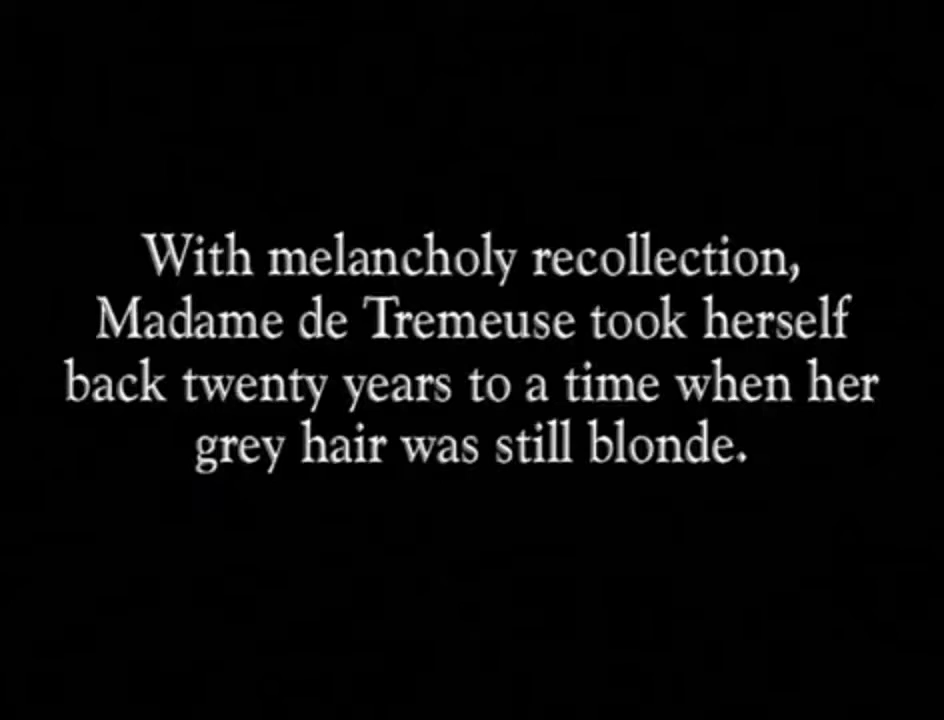 With melancholy recollection,
Madame de Tremeuse took herself
back twenty years to a time when her
grey hair was still blonde.